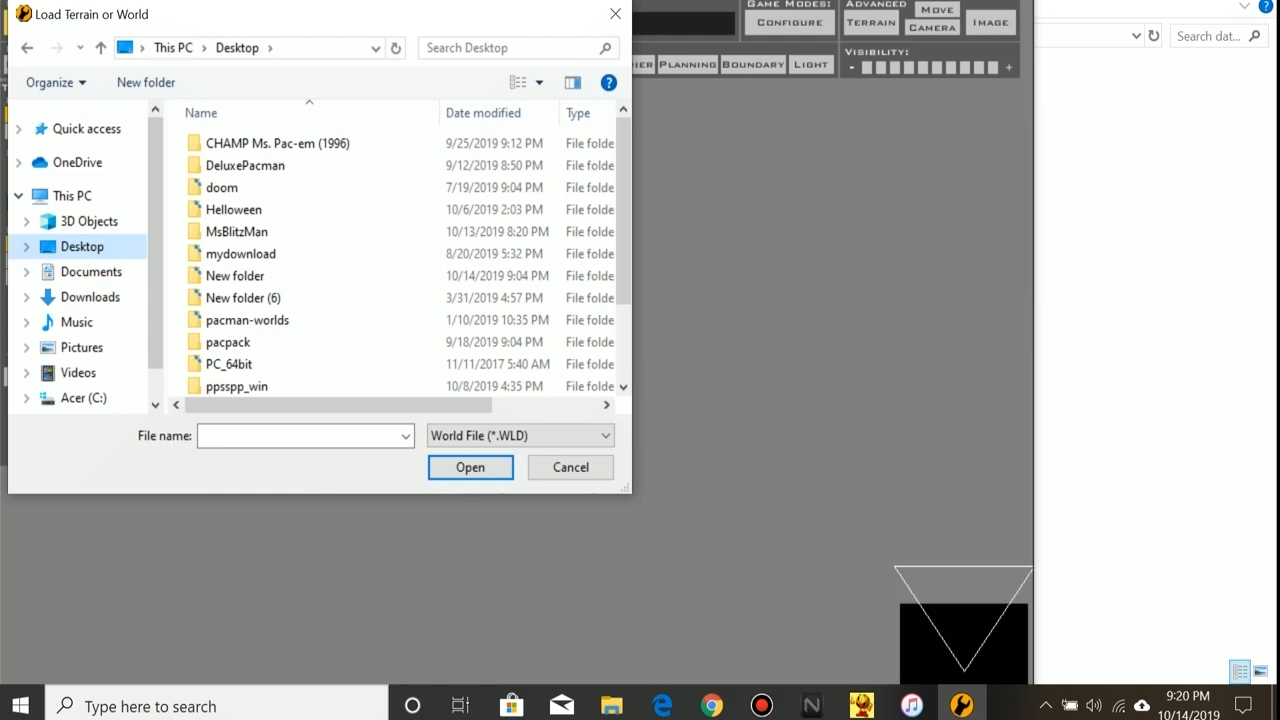 Load Terrain or World
This PC
Desktop
Search Desktop
Organize
New folder
Name
Date modified
Type
Quick access
OneDrive
This PC
3D Objects
Desktop
Documents
Downloads
Music
Pictures
Videos
Acer (C:)
CHAMP Ms. Pac-em (1996) 9/25/2019 9:12 PM File folde
DeluxePacman 9/12/2019 8:50 PM File folde
doom 7/19/2019 9:04 PM File folde
Helloween 10/6/2019 2:03 PM File folde
MsBlitzMan 10/13/2019 8:20 PM File folde
mydownload 8/20/2019 5:32 PM File folde
New folder 10/14/2019 9:04 PM File folde
New folder (6) 3/31/2019 4:57 PM File folde
pacman-worlds 1/10/2019 10:35 PM File folde
pacpack 9/18/2019 9:04 PM File folde
PC_64bit 11/11/2017 5:40 AM File folde
ppsspp_win 10/8/2019 4:35 PM File folde
File name:
World File (*.WLD)
Open
Cancel
Game Modes:
Configure
Advanced
Terrain
Move
Camera
Image
ier
Planning
Boundary
Light
Visibility:
- +
Search dat...
Type here to search
9:20 PM
10/14/2019